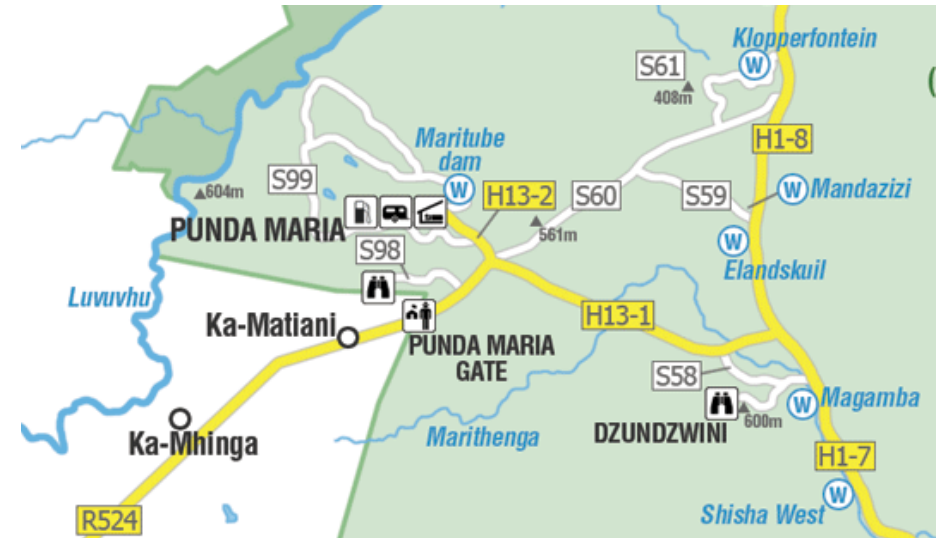 Klopperfontein
W
S61
408m
(
Maritube
dam
H1-8
S99
604m
W
H13-2
S60
S59
W
Mandazizi
PUNDA MARIA
561m
W
S98
Elandskuil
Luvuvhu
Ka-Matiani
H13-1
PUNDA MARIA
GATE
S58
Magamba
W
600m
Ka-Mhinga
Marithenga
DZUNDZWINI
H1-7
W
R524
Shisha West